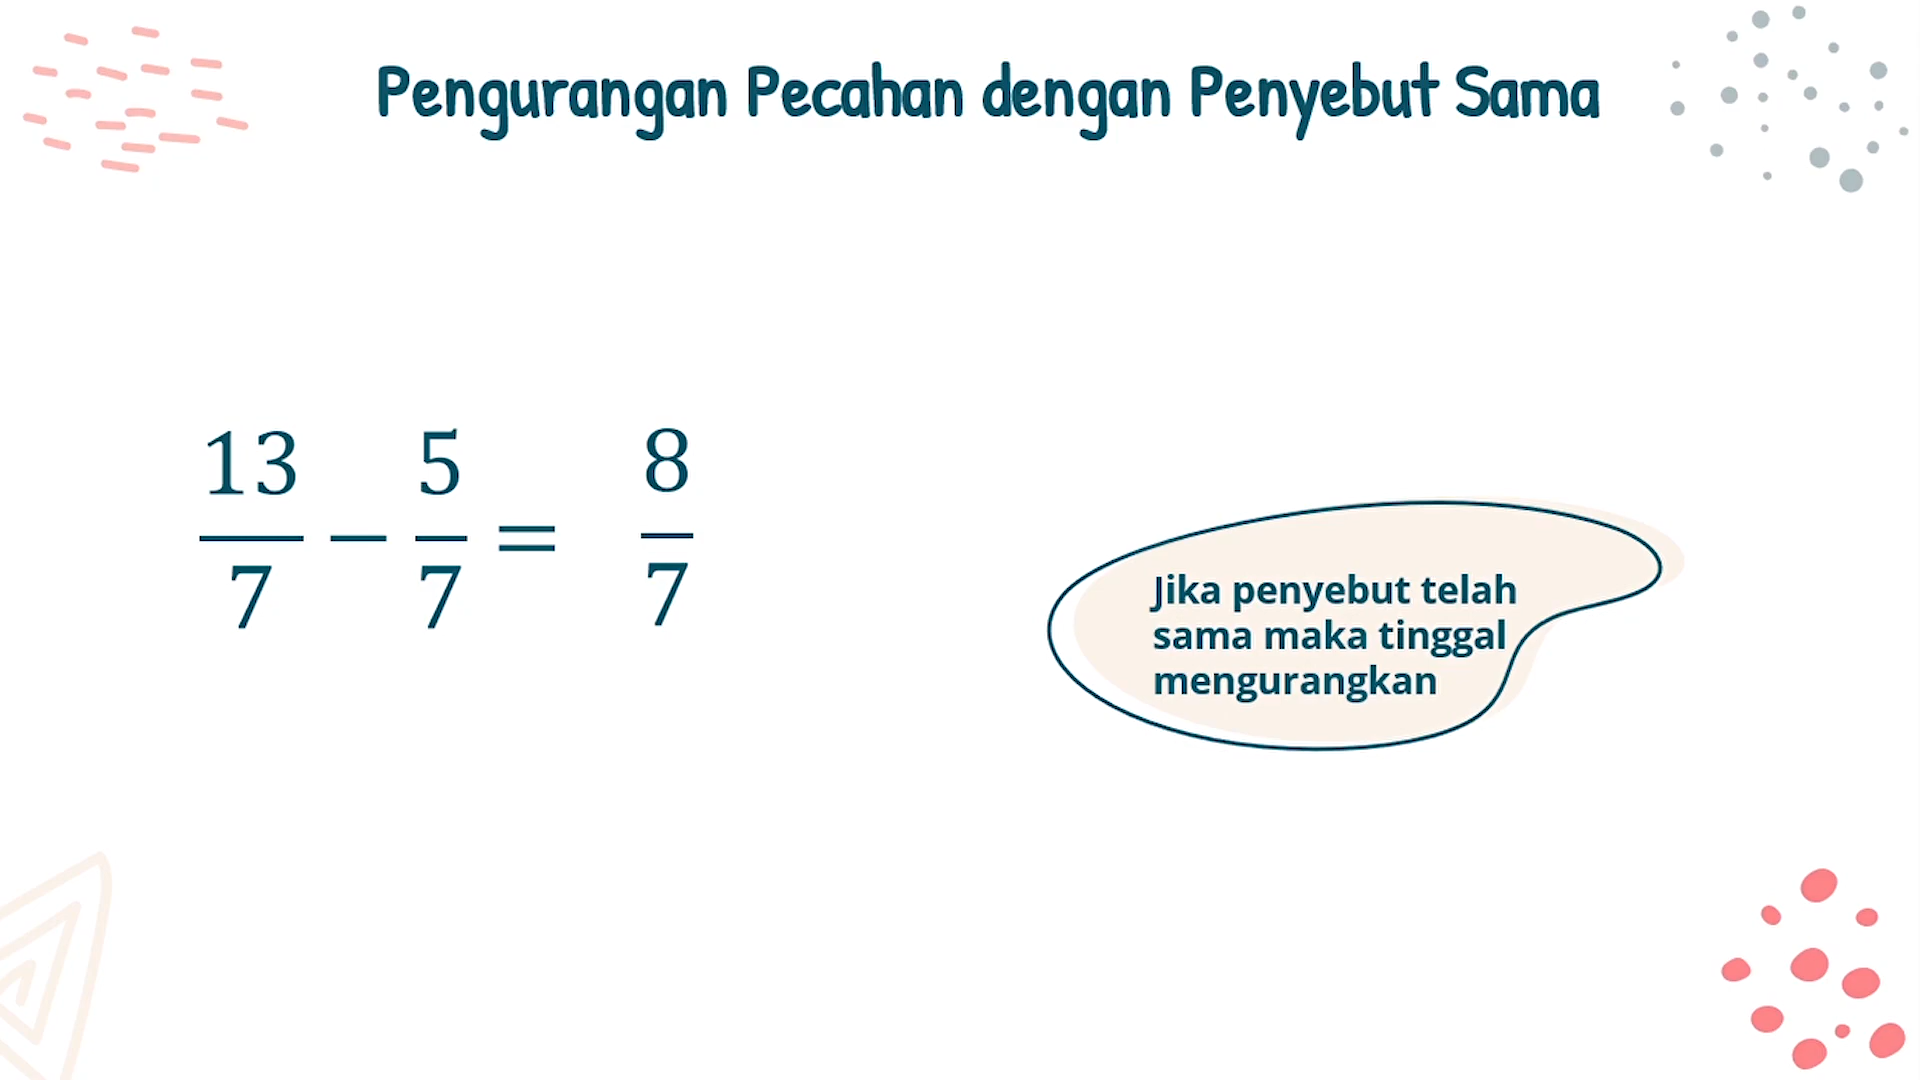 Pengurangan Pecahan dengan Penyebut Sama
13/7 − 5/7 = 8/7
Jika penyebut telah
sama maka tinggal
mengurangkan